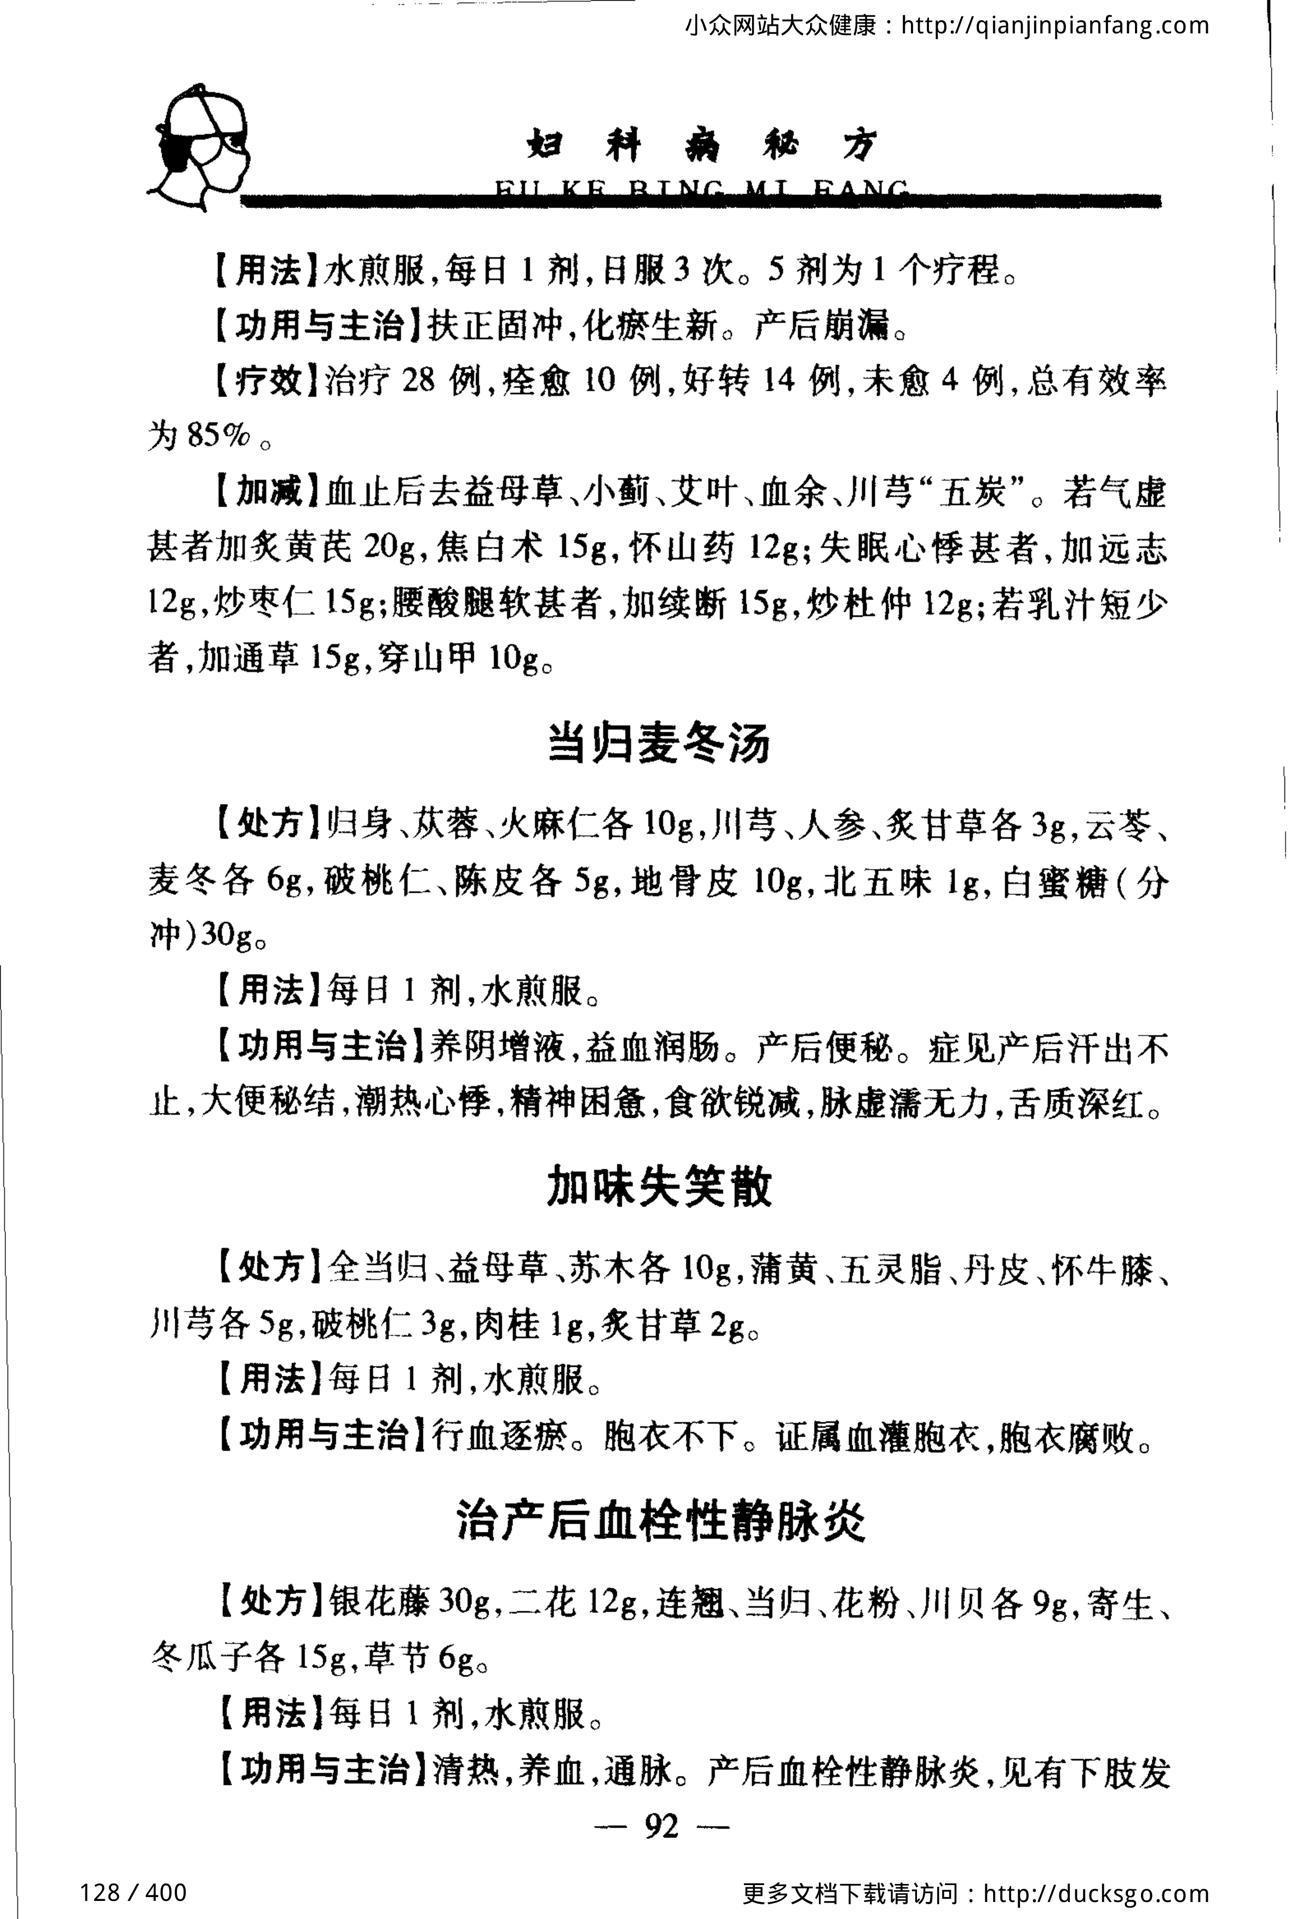 小众网站大众健康：http://qianjinpianfang.com
妇科病秘方
FU KE BING MI FANG
【用法】水煎服,每日1剂,日服3次。5剂为1个疗程。
【功用与主治】扶正固冲,化瘀生新。产后崩漏。
【疗效】治疗28例,痊愈10例,好转14例,未愈4例,总有效率
为85%。
【加减】血止后去益母草、小蓟、艾叶、血余、川芎“五炭”。若气虚
甚者加炙黄芪20g,焦白术15g,怀山药12g;失眠心悸甚者,加远志
12g,炒枣仁15g;腰酸腿软甚者,加续断15g,炒杜仲12g;若乳汁短少
者,加通草15g,穿山甲10g。
当归麦冬汤
【处方】归身、苁蓉、火麻仁各10g,川芎、人参、炙甘草各3g,云苓、
麦冬各6g,破桃仁、陈皮各5g,地骨皮10g,北五味1g,白蜜糖(分
冲)30g。
【用法】每日1剂,水煎服。
【功用与主治】养阴增液,益血润肠。产后便秘。症见产后汗出不
止,大便秘结,潮热心悸,精神困惫,食欲锐减,脉虚濡无力,舌质深红。
加味失笑散
【处方】全当归、益母草、苏木各10g,蒲黄、五灵脂、丹皮、怀牛膝、
川芎各5g,破桃仁3g,肉桂1g,炙甘草2g。
【用法】每日1剂,水煎服。
【功用与主治】行血逐瘀。胞衣不下。证属血灌胞衣,胞衣腐败。
治产后血栓性静脉炎
【处方】银花藤30g,二花12g,连翘、当归、花粉、川贝各9g,寄生、
冬瓜子各15g,草节6g。
【用法】每日1剂,水煎服。
【功用与主治】清热,养血,通脉。产后血栓性静脉炎,见有下肢发
— 92 —
128 / 400
更多文档下载请访问：http://ducksgo.com